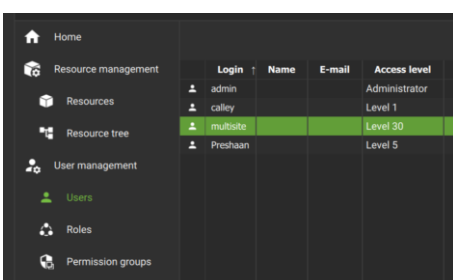 Home
Resource management
Resources
Resource tree
User management
Users
Roles
Permission groups
Login ↑ Name E-mail Access level
admin Administrator
calley Level 1
multisite Level 30
Preshaan Level 5